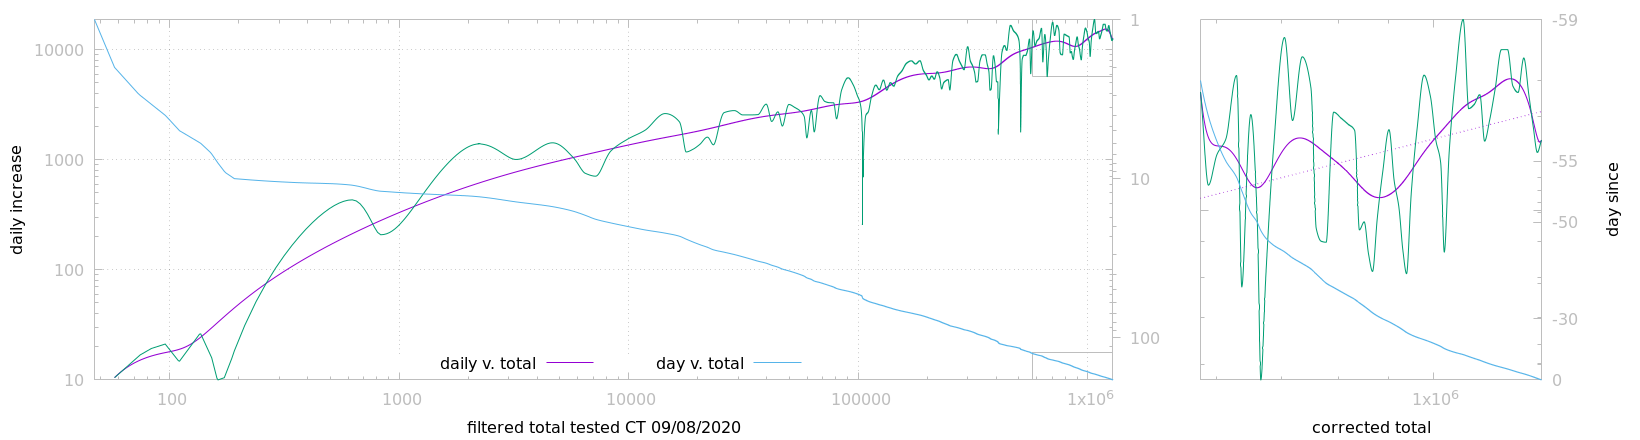 daily increase
10000
1000
100
10
100
1000
10000
100000
1x10^6
1
10
100
daily v. total
day v. total
filtered total tested CT 09/08/2020
1x10^6
-59
-55
-50
-30
0
day since
corrected total